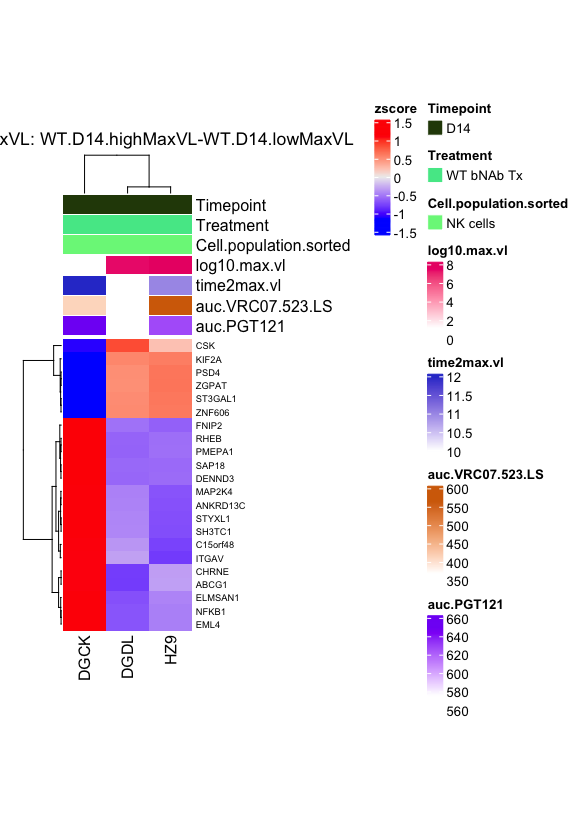 xVL: WT.D14.highMaxVL-WT.D14.lowMaxVL
Timepoint
Treatment
Cell.population.sorted
log10.max.vl
time2max.vl
auc.VRC07.523.LS
auc.PGT121
CSK
KIF2A
PSD4
ZGPAT
ST3GAL1
ZNF606
FNIP2
RHEB
PMEPA1
SAP18
DENND3
MAP2K4
ANKRD13C
STYXL1
SH3TC1
C15orf48
ITGAV
CHRNE
ABCG1
ELMSAN1
NFKB1
EML4
DGCK
DGDL
HZ9
zscore
1.5
1
0.5
0
-0.5
-1
-1.5
Timepoint
D14
Treatment
WT bNAb Tx
Cell.population.sorted
NK cells
log10.max.vl
8
6
4
2
0
time2max.vl
12
11.5
11
10.5
10
auc.VRC07.523.LS
600
550
500
450
400
350
auc.PGT121
660
640
620
600
580
560